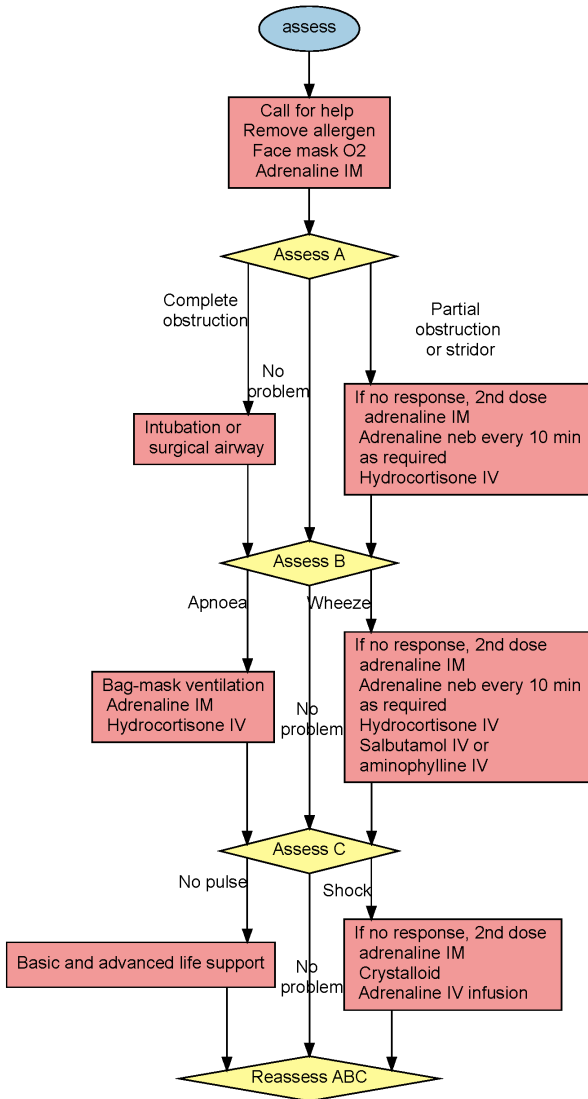 assess
Call for help
Remove allergen
Face mask O2
Adrenaline IM
Assess A
Complete
obstruction
No
problem
Partial
obstruction
or stridor
Intubation or
surgical airway
If no response, 2nd dose
adrenaline IM
Adrenaline neb every 10 min
as required
Hydrocortisone IV
Assess B
Apnoea
Wheeze
Bag-mask ventilation
Adrenaline IM
Hydrocortisone IV
No
problem
If no response, 2nd dose
adrenaline IM
Adrenaline neb every 10 min
as required
Hydrocortisone IV
Salbutamol IV or
aminophylline IV
Assess C
No pulse
Shock
Basic and advanced life support
No
problem
If no response, 2nd dose
adrenaline IM
Crystalloid
Adrenaline IV infusion
Reassess ABC